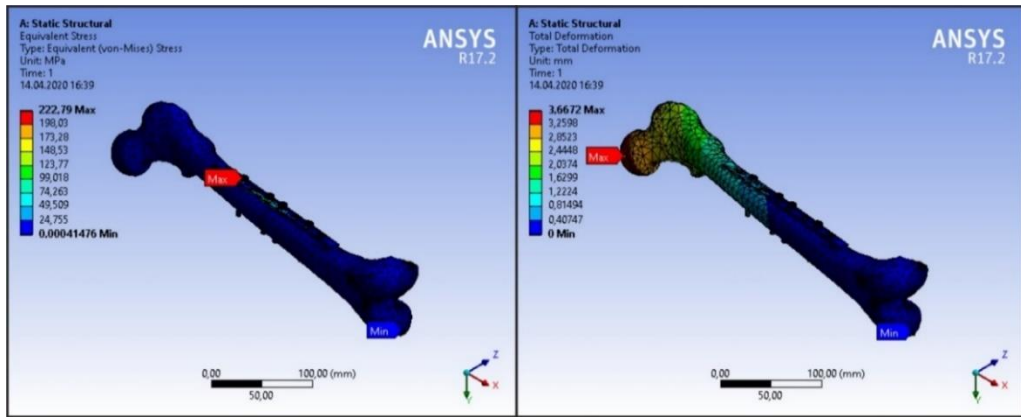 A: Static Structural
Equivalent Stress
Type: Equivalent (von-Mises) Stress
Unit: MPa
Time: 1
14.04.2020 16:39
ANSYS
R17.2
222,79 Max
198,03
173,28
148,53
123,77
99,018
74,263
49,509
24,755
0,00041476 Min
Max
Min
0,00
100,00 (mm)
50,00
Z
X
Y
A: Static Structural
Total Deformation
Type: Total Deformation
Unit: mm
Time: 1
14.04.2020 16:39
ANSYS
R17.2
3,6672 Max
3,2598
2,8523
2,4448
2,0374
1,6299
1,2224
0,81494
0,40747
0 Min
Max
Min
0,00
100,00 (mm)
50,00
Z
X
Y